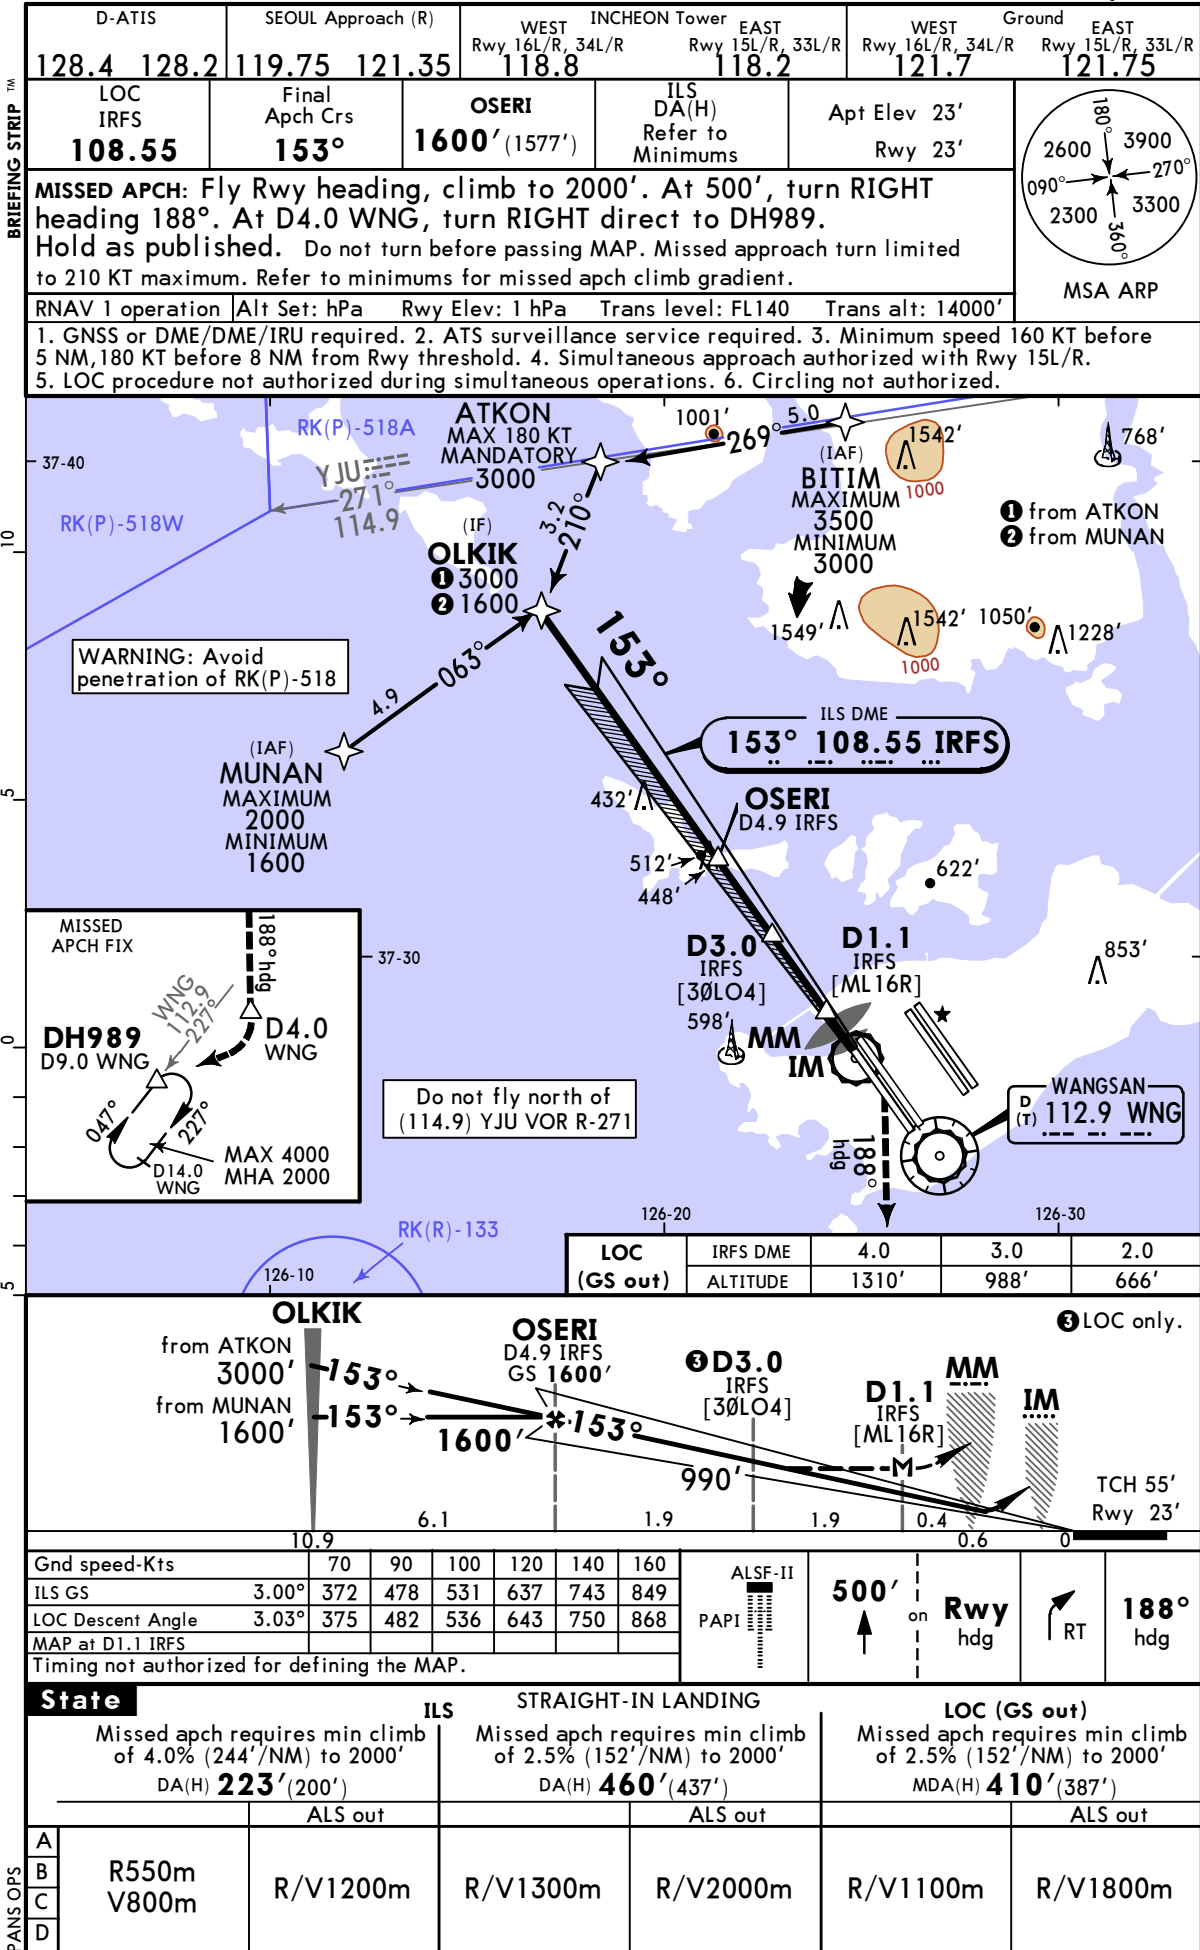 D-ATIS
128.4 128.2
SEOUL Approach (R)
119.75 121.35
INCHEON Tower
WEST EAST
Rwy 16L/R, 34L/R Rwy 15L/R, 33L/R
118.8 118.2
Ground
WEST EAST
Rwy 16L/R, 34L/R Rwy 15L/R, 33L/R
121.7 121.75
BRIEFING STRIP TM
LOC
IRFS
108.55
Final
Apch Crs
153°
OSERI
1600' (1577')
ILS
DA(H)
Refer to
Minimums
Apt Elev 23'
Rwy 23'
180°
2600 3900
090° 270°
2300 3300
360°
MSA ARP
MISSED APCH: Fly Rwy heading, climb to 2000'. At 500', turn RIGHT
heading 188°. At D4.0 WNG, turn RIGHT direct to DH989.
Hold as published. Do not turn before passing MAP. Missed approach turn limited
to 210 KT maximum. Refer to minimums for missed apch climb gradient.
RNAV 1 operation Alt Set: hPa Rwy Elev: 1 hPa Trans level: FL140 Trans alt: 14000'
1. GNSS or DME/DME/IRU required. 2. ATS surveillance service required. 3. Minimum speed 160 KT before
5 NM,180 KT before 8 NM from Rwy threshold. 4. Simultaneous approach authorized with Rwy 15L/R.
5. LOC procedure not authorized during simultaneous operations. 6. Circling not authorized.
ATKON
MAX 180 KT
MANDATORY
3000
1001'
5.0
269°
RK(P)-518A
37-40
YJU
271°
114.9
RK(P)-518W
(IAF)
BITIM
MAXIMUM
3500
MINIMUM
3000
1542'
1000
768'
❶ from ATKON
❷ from MUNAN
3.2
210°
(IF)
OLKIK
❶ 3000
❷ 1600
10
1549'
1542'
1000
1050'
1228'
WARNING: Avoid
penetration of RK(P)-518
063°
4.9
153°
(IAF)
MUNAN
MAXIMUM
2000
MINIMUM
1600
ILS DME
153° 108.55 IRFS
5
432'
OSERI
D4.9 IRFS
512'
448'
622'
MISSED
APCH FIX
188° hdg
WNG
112.9
227°
DH989
D9.0 WNG
D4.0
WNG
047°
227°
D14.0
WNG
MAX 4000
MHA 2000
37-30
D3.0
IRFS
[3ØLO4]
D1.1
IRFS
[ML16R]
853'
598'
MM
IM
0
Do not fly north of
(114.9) YJU VOR R-271
188°
hdg
WANGSAN
D
(T) 112.9 WNG
RK(R)-133
126-10
126-20
126-30
5
LOC
(GS out)
IRFS DME 4.0 3.0 2.0
ALTITUDE 1310' 988' 666'
OLKIK
from ATKON
3000'
from MUNAN
1600'
153°
153°
1600'
OSERI
D4.9 IRFS
GS 1600'
153°
❸ D3.0
IRFS
[3ØLO4]
990'
❸ LOC only.
D1.1
IRFS
[ML16R]
M
MM
IM
TCH 55'
Rwy 23'
6.1 1.9 1.9 0.4
10.9 0.6 0
Gnd speed-Kts 70 90 100 120 140 160
ILS GS 3.00° 372 478 531 637 743 849
LOC Descent Angle 3.03° 375 482 536 643 750 868
MAP at D1.1 IRFS
Timing not authorized for defining the MAP.
ALSF-II
PAPI
500'
on
Rwy
hdg
RT
188°
hdg
State
STRAIGHT-IN LANDING
ILS
LOC (GS out)
Missed apch requires min climb
of 4.0% (244'/NM) to 2000'
DA(H) 223' (200')
Missed apch requires min climb
of 2.5% (152'/NM) to 2000'
DA(H) 460' (437')
Missed apch requires min climb
of 2.5% (152'/NM) to 2000'
MDA(H) 410' (387')
ALS out ALS out ALS out
A
B
C
D
R550m
V800m
R/V1200m
R/V1300m
R/V2000m
R/V1100m
R/V1800m
PANS OPS